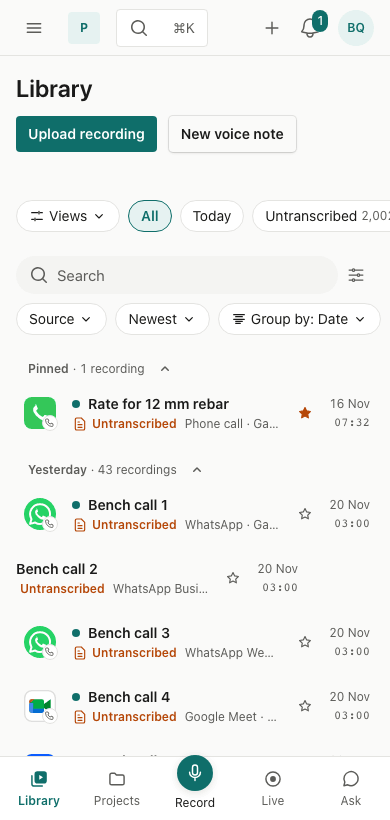 P ⌘K 1 BQ
Library
Upload recording New voice note
Views All Today Untranscribed 2,002
Search
Source Newest Group by: Date
Pinned · 1 recording
Rate for 12 mm rebar 16 Nov
Untranscribed Phone call · Ga... 07:32
Yesterday · 43 recordings
Bench call 1 20 Nov
Untranscribed WhatsApp · Ga... 03:00
Bench call 2 20 Nov
Untranscribed WhatsApp Busi... 03:00
Bench call 3 20 Nov
Untranscribed WhatsApp We... 03:00
Bench call 4 20 Nov
Untranscribed Google Meet · ... 03:00
Library Projects Record Live Ask